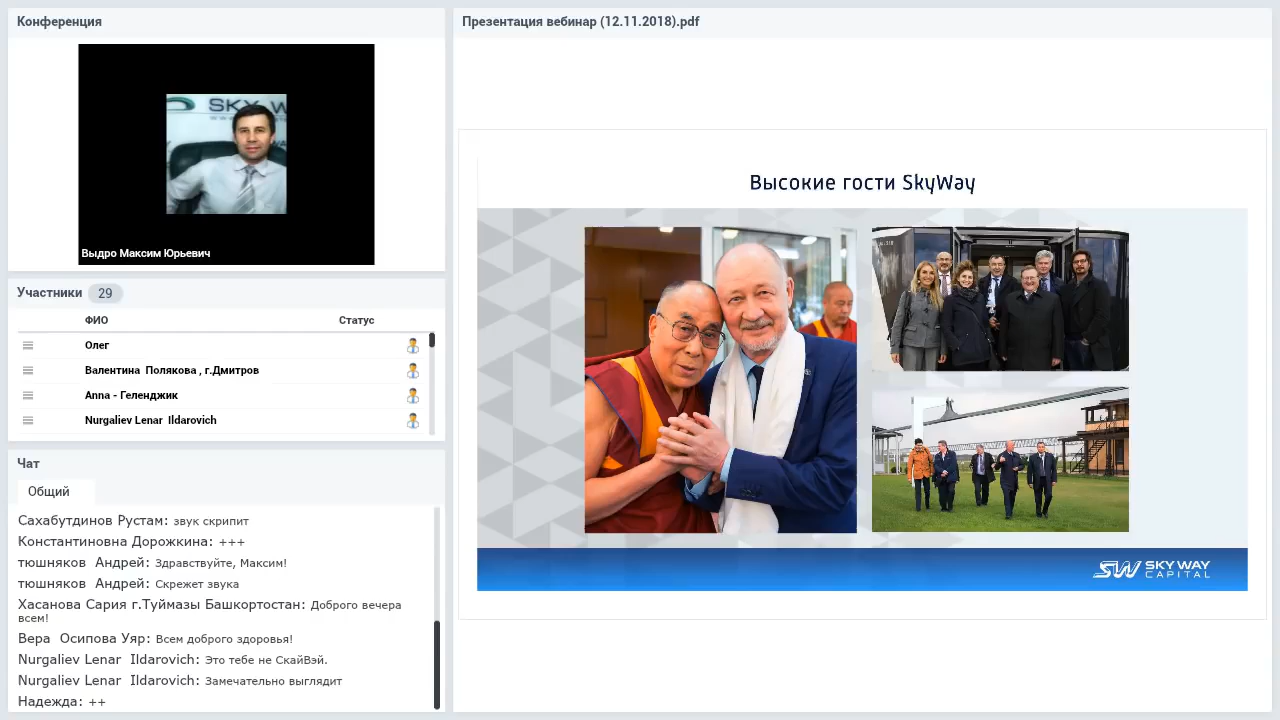 Конференция
SKY W
Выдро Максим Юрьевич
Участники 29
ФИО Статус
Олег
Валентина Полякова , г.Дмитров
Anna - Геленджик
Nurgaliev Lenar Ildarovich
Чат
Общий
Сахабутдинов Рустам: звук скрипит
Константиновна Дорожкина: +++
тюшняков Андрей: Здравствуйте, Максим!
тюшняков Андрей: Скрежет звука
Хасанова Сария г.Туймазы Башкортостан: Доброго вечера
всем!
Вера Осипова Уяр: Всем доброго здоровья!
Nurgaliev Lenar Ildarovich: Это тебе не СкайВэй.
Nurgaliev Lenar Ildarovich: Замечательно выглядит
Надежда: ++
Презентация вебинар (12.11.2018).pdf
Высокие гости SkyWay
SW SKY WAY
CAPITAL